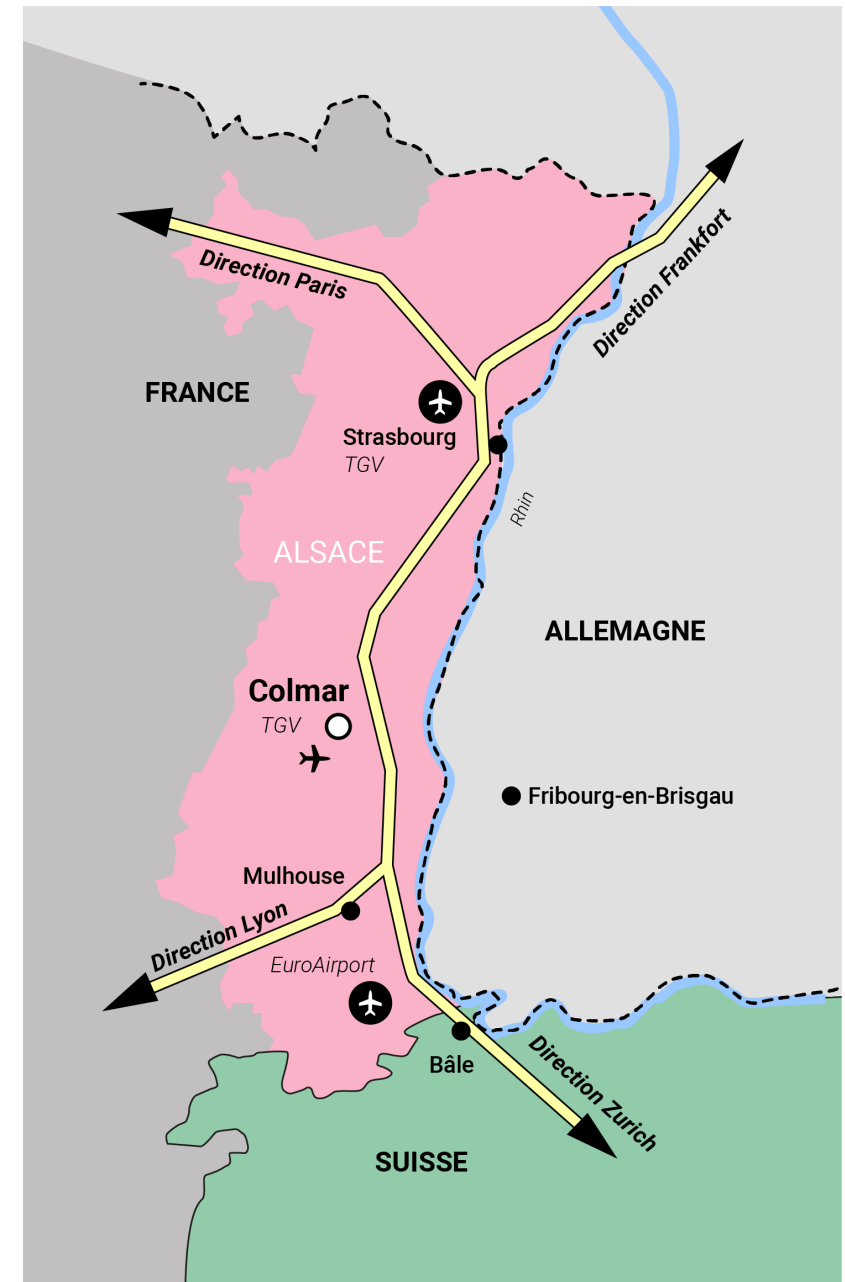 Direction Paris
Direction Frankfort
FRANCE
Strasbourg
TGV
Rhin
ALSACE
ALLEMAGNE
Colmar
TGV
Fribourg-en-Brisgau
Mulhouse
Direction Lyon
EuroAirport
Bâle
Direction Zurich
SUISSE